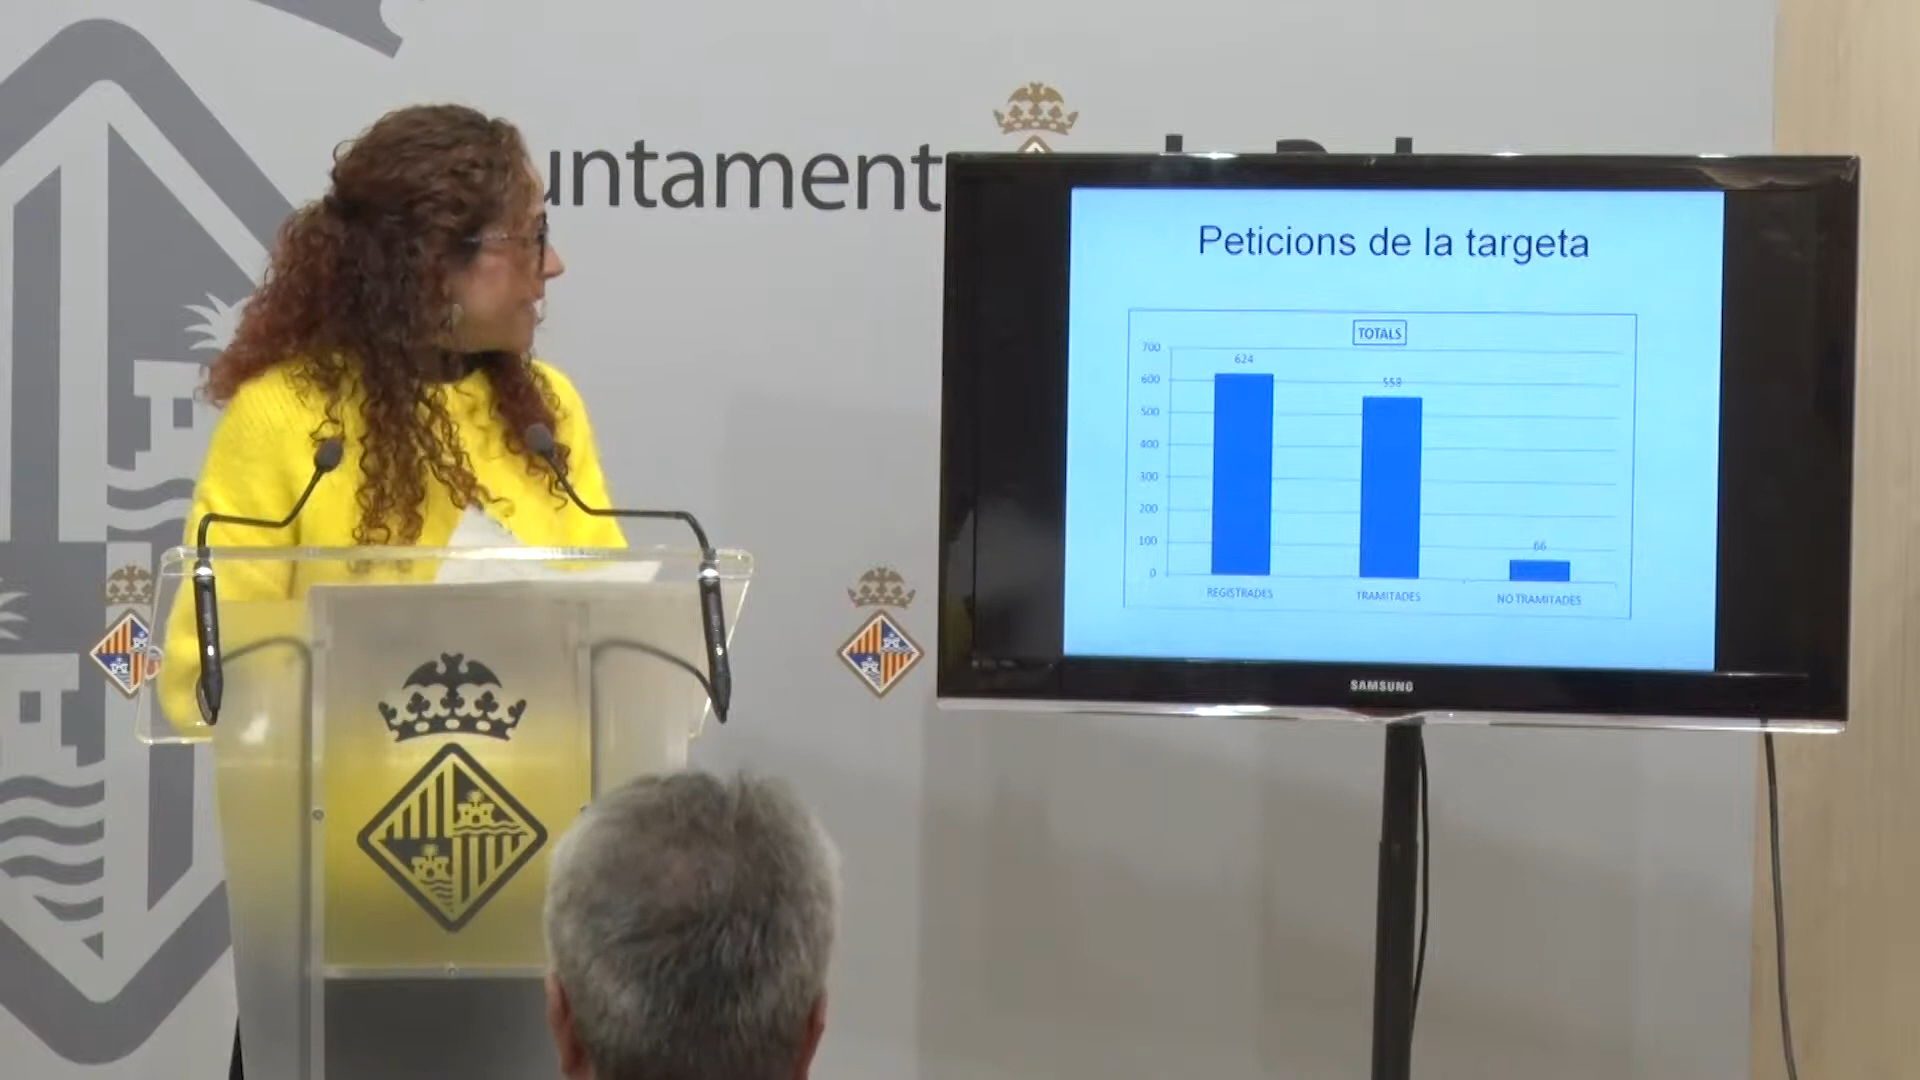 untament
Peticions de la targeta
TOTALS
700
624
600
558
500
400
300
200
100
66
0
REGISTRADES
TRAMITADES
NO TRAMITADES
SAMSUNG